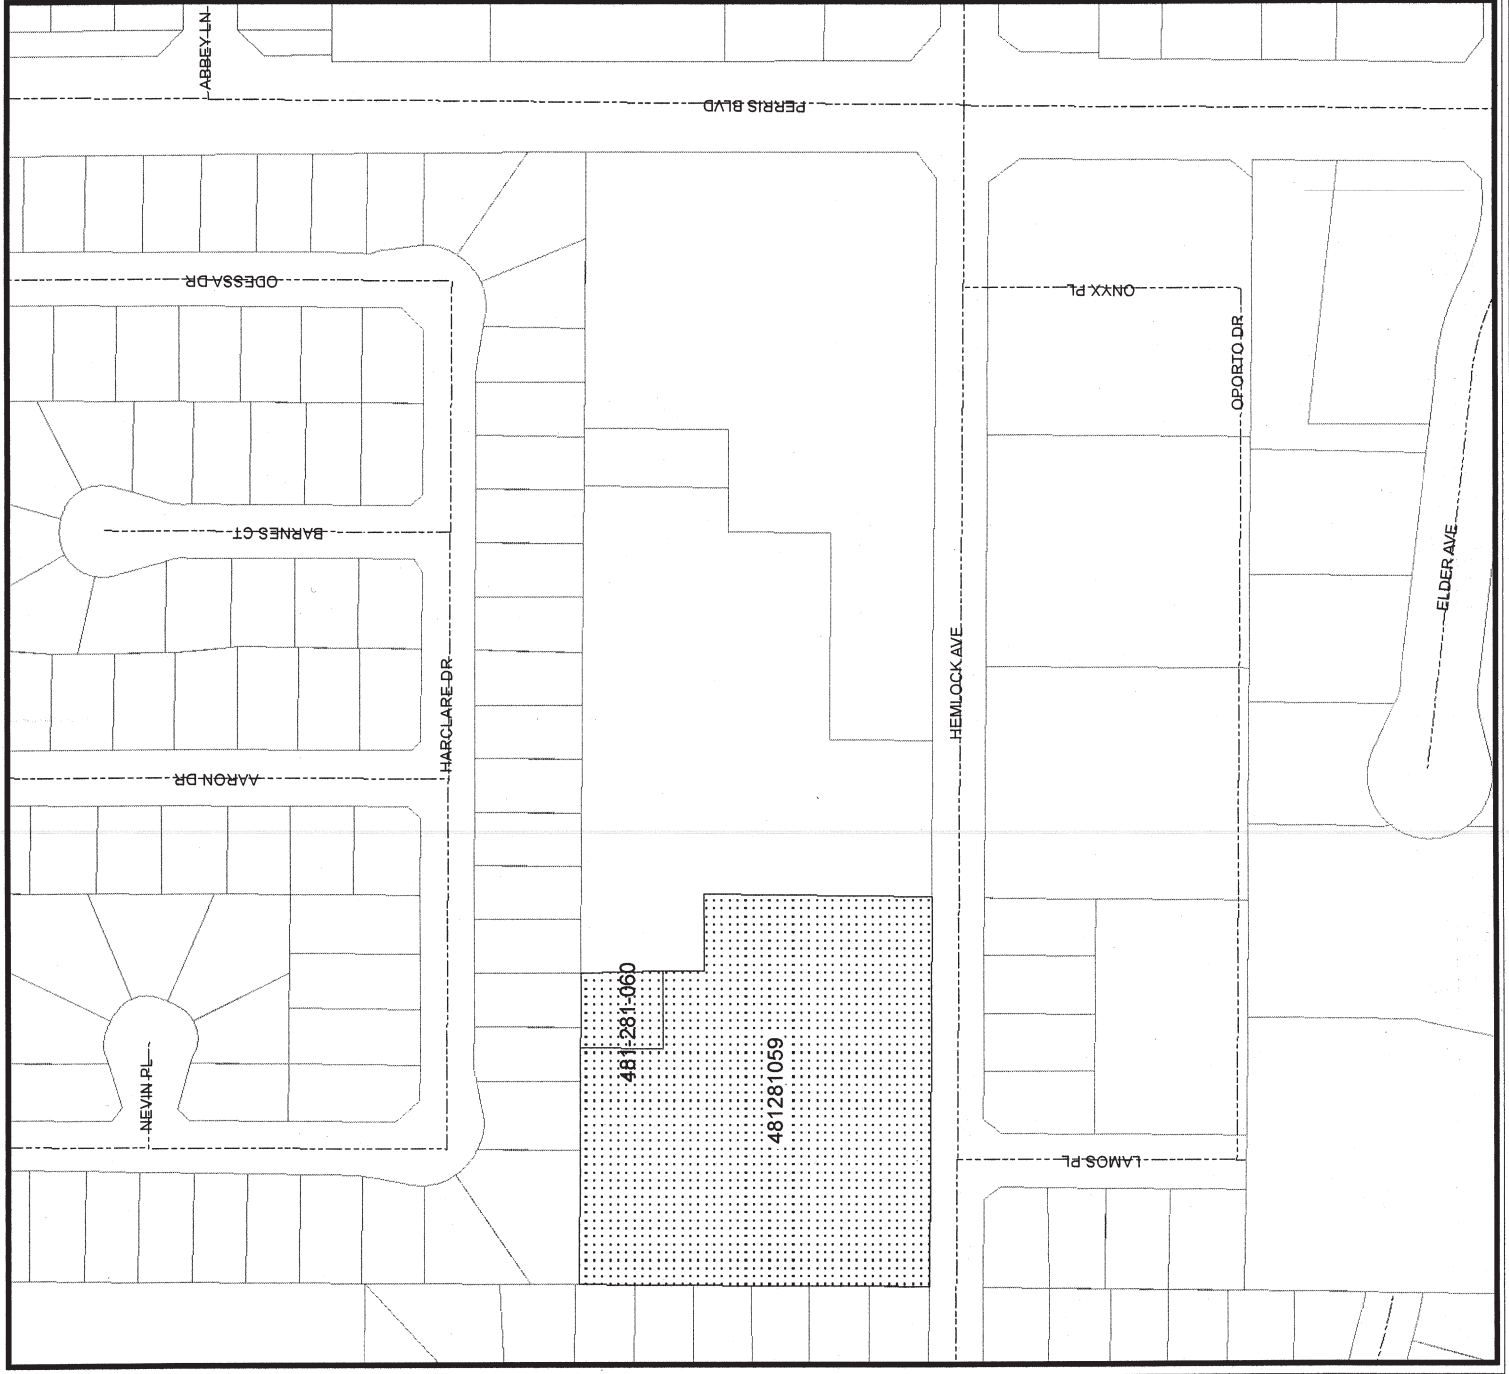 ABBEY LN
PERRIS BLVD
ODESSA DR
ONYX PL
OPORTO DR
BARNES CT
ELDER AVE
HARCLARE DR
HEMLOCK AVE
AARON DR
481-281-060
481281059
NEVIN PL
LAMOS PL